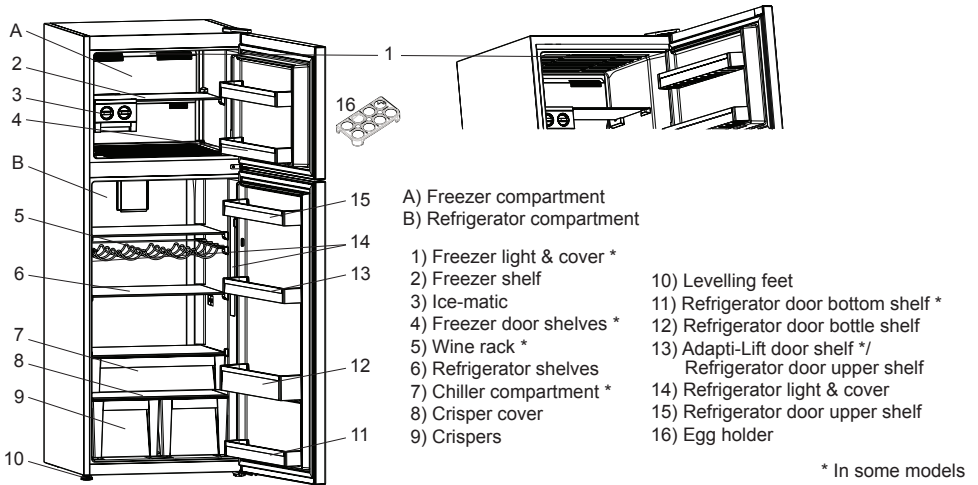 A
2
3
4
B
5
6
7
8
9
10
1
16
15
14
13
12
11
A) Freezer compartment
B) Refrigerator compartment
1) Freezer light & cover *
2) Freezer shelf
3) Ice-matic
4) Freezer door shelves *
5) Wine rack *
6) Refrigerator shelves
7) Chiller compartment *
8) Crisper cover
9) Crispers
10) Levelling feet
11) Refrigerator door bottom shelf *
12) Refrigerator door bottle shelf
13) Adapti-Lift door shelf */
Refrigerator door upper shelf
14) Refrigerator light & cover
15) Refrigerator door upper shelf
16) Egg holder
* In some models